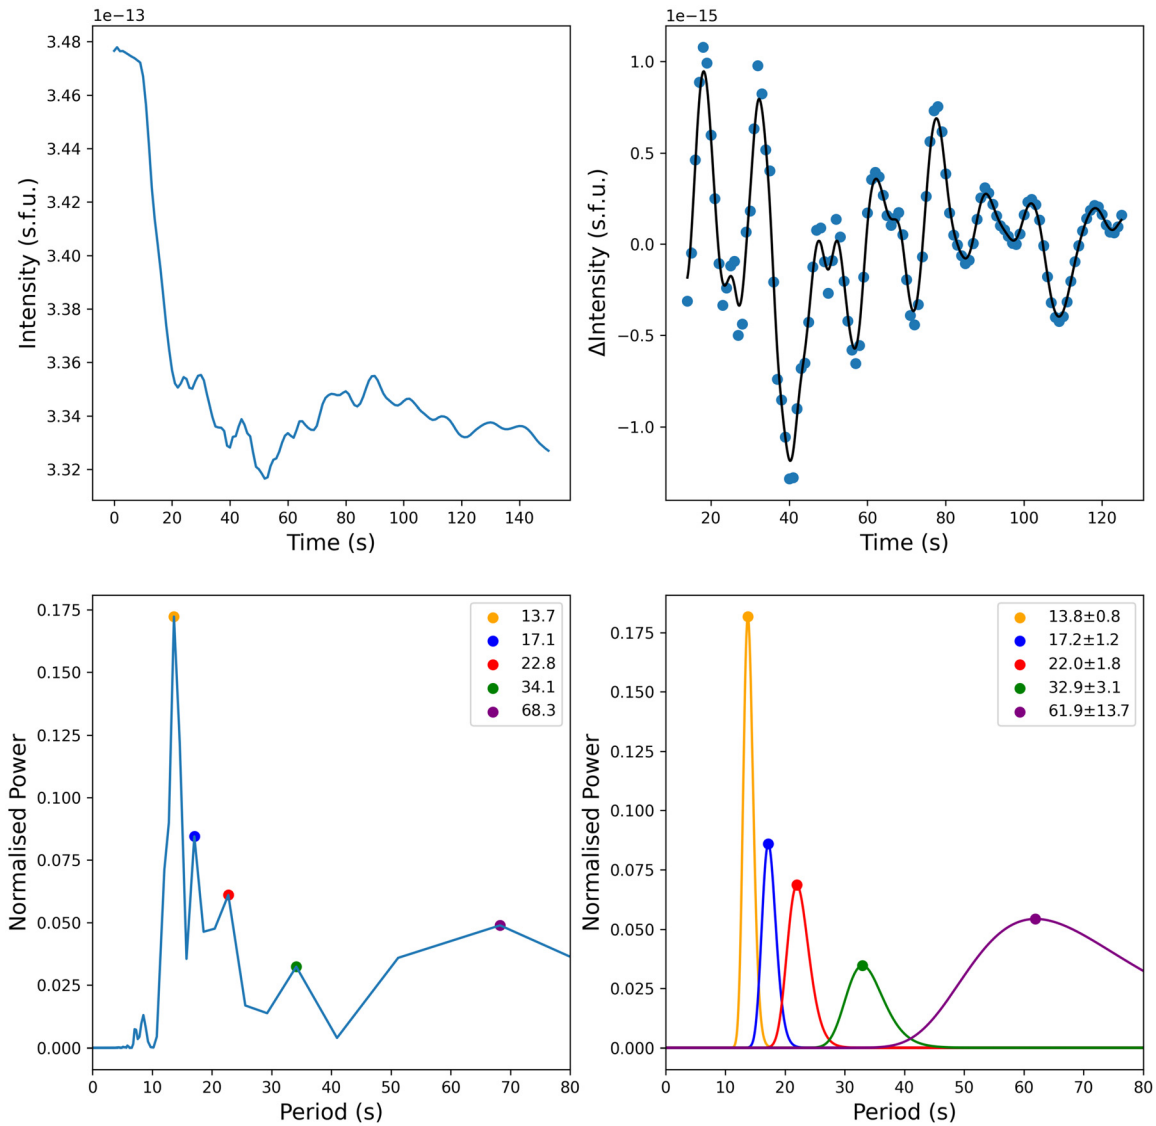 1e−13
3.48
3.46
3.44
3.42
3.40
3.38
3.36
3.34
3.32
Intensity (s.f.u.)
0 20 40 60 80 100 120 140
Time (s)
1e−15
1.0
0.5
0.0
−0.5
−1.0
ΔIntensity (s.f.u.)
20 40 60 80 100 120
Time (s)
0.175
0.150
0.125
0.100
0.075
0.050
0.025
0.000
Normalised Power
13.7
17.1
22.8
34.1
68.3
0 10 20 30 40 50 60 70 80
Period (s)
0.175
0.150
0.125
0.100
0.075
0.050
0.025
0.000
Normalised Power
13.8±0.8
17.2±1.2
22.0±1.8
32.9±3.1
61.9±13.7
0 10 20 30 40 50 60 70 80
Period (s)